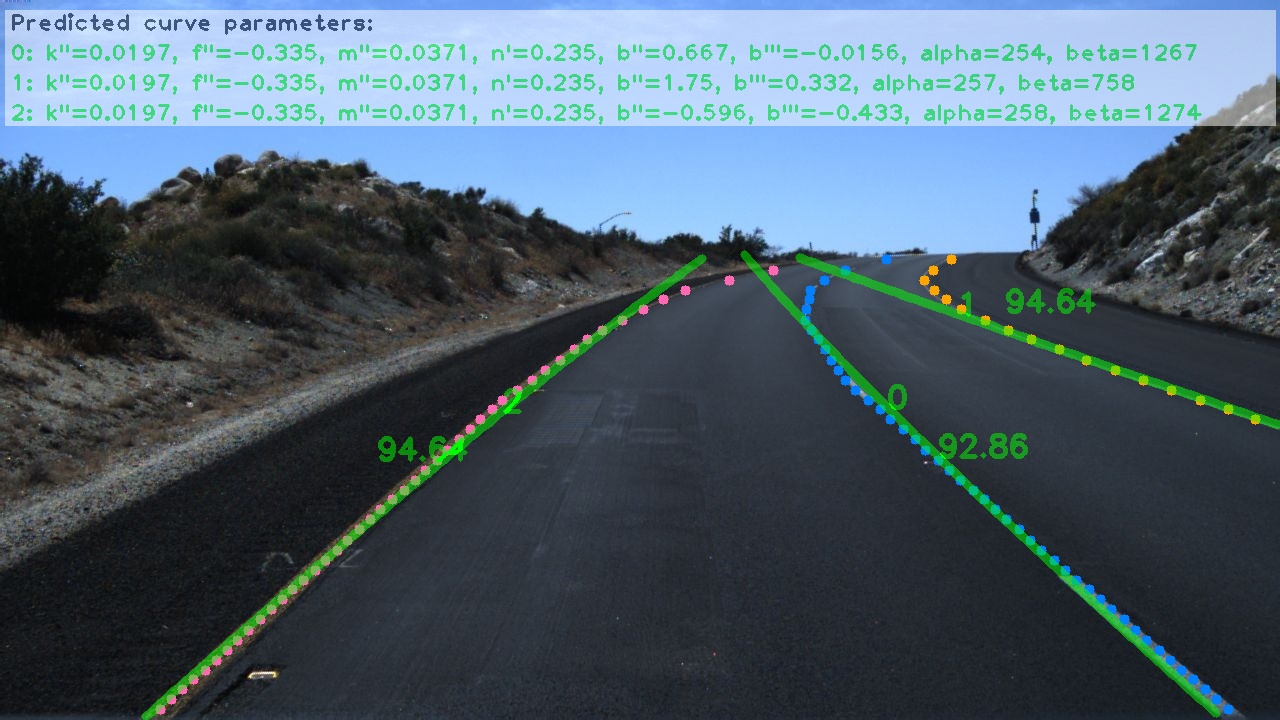 Predicted curve parameters:
0: k"=0.0197, f"=-0.335, m"=0.0371, n'=0.235, b"=0.667, b'"=-0.0156, alpha=254, beta=1267
1: k"=0.0197, f"=-0.335, m"=0.0371, n'=0.235, b"=1.75, b'"=0.332, alpha=257, beta=758
2: k"=0.0197, f"=-0.335, m"=0.0371, n'=0.235, b"=-0.596, b'"=-0.433, alpha=258, beta=1274
1 94.64
0
2
94.64
92.86